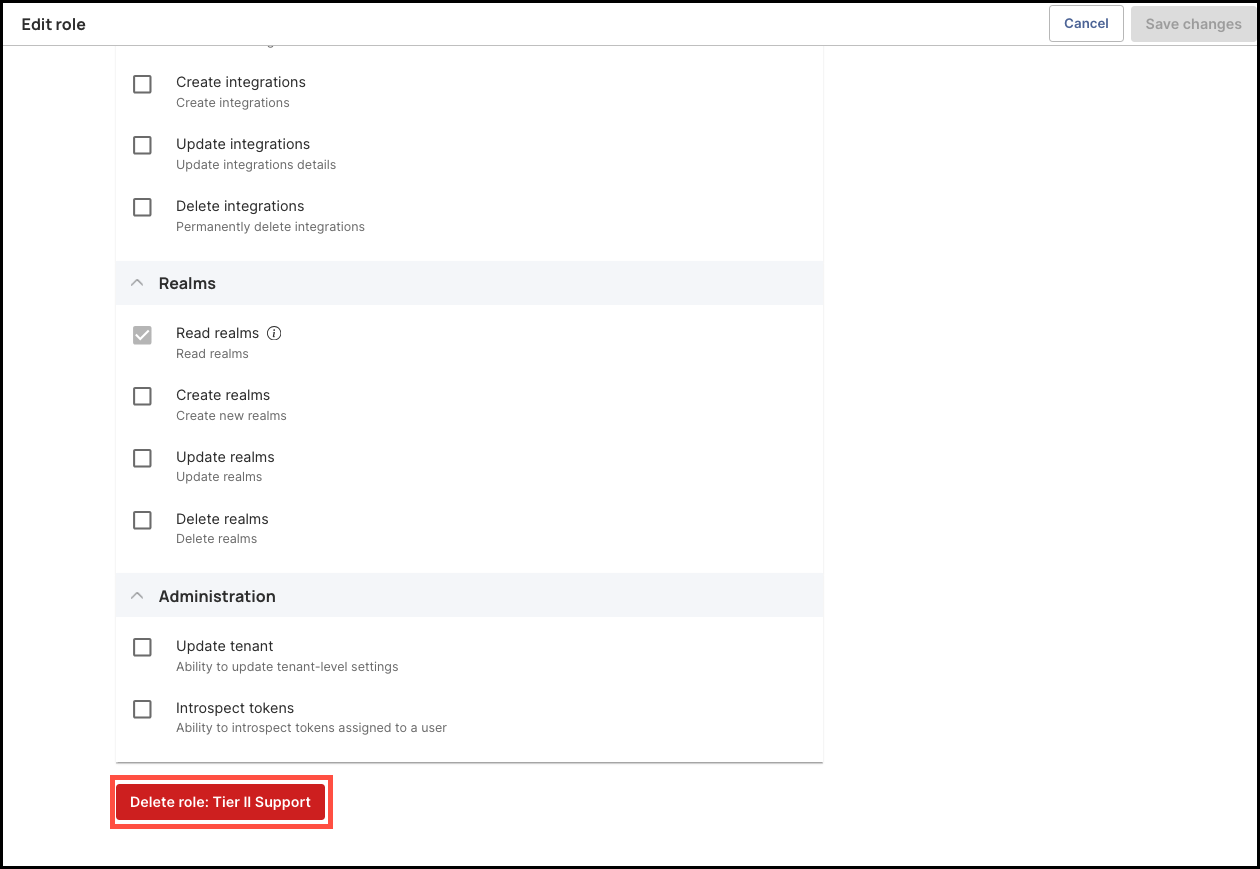 Edit role
Cancel
Save changes
Create integrations
Create integrations
Update integrations
Update integrations details
Delete integrations
Permanently delete integrations
Realms
Read realms
Read realms
Create realms
Create new realms
Update realms
Update realms
Delete realms
Delete realms
Administration
Update tenant
Ability to update tenant-level settings
Introspect tokens
Ability to introspect tokens assigned to a user
Delete role: Tier II Support